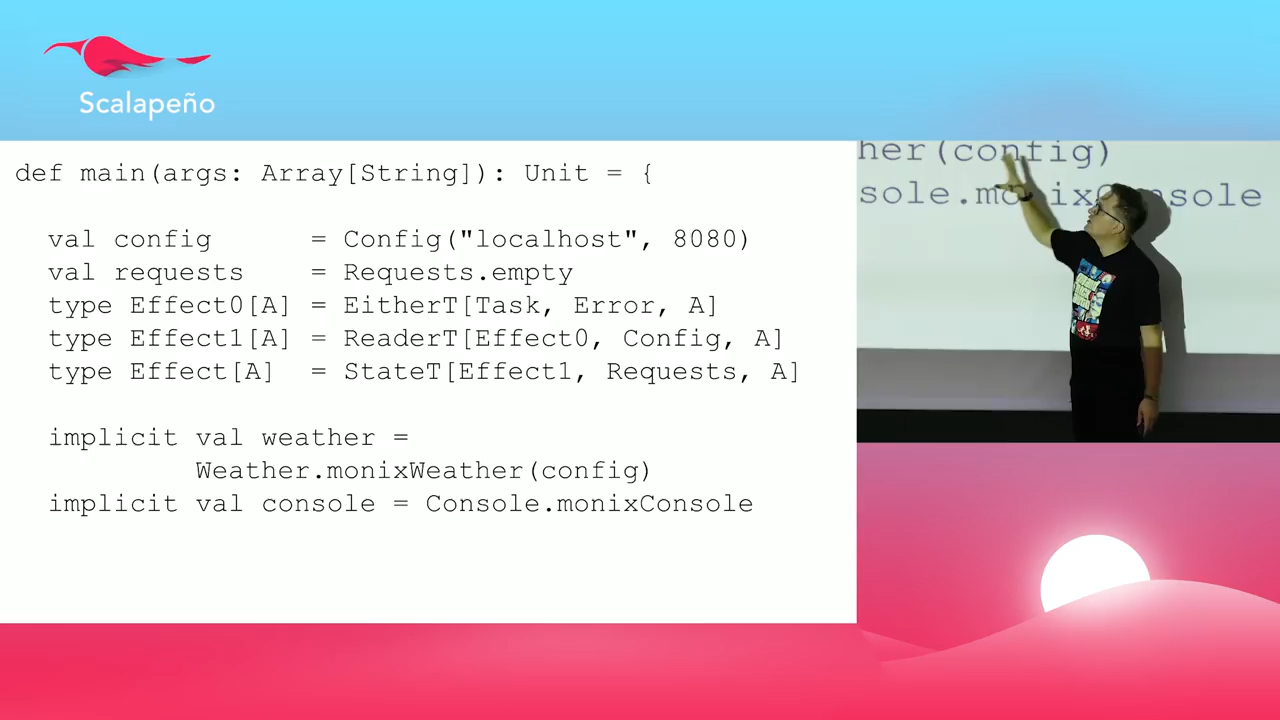 Scalapeño
def main(args: Array[String]): Unit = {
val config = Config("localhost", 8080)
val requests = Requests.empty
type Effect0[A] = EitherT[Task, Error, A]
type Effect1[A] = ReaderT[Effect0, Config, A]
type Effect[A] = StateT[Effect1, Requests, A]
implicit val weather =
Weather.monixWeather(config)
implicit val console = Console.monixConsole
her(config)
sole.monixConsole